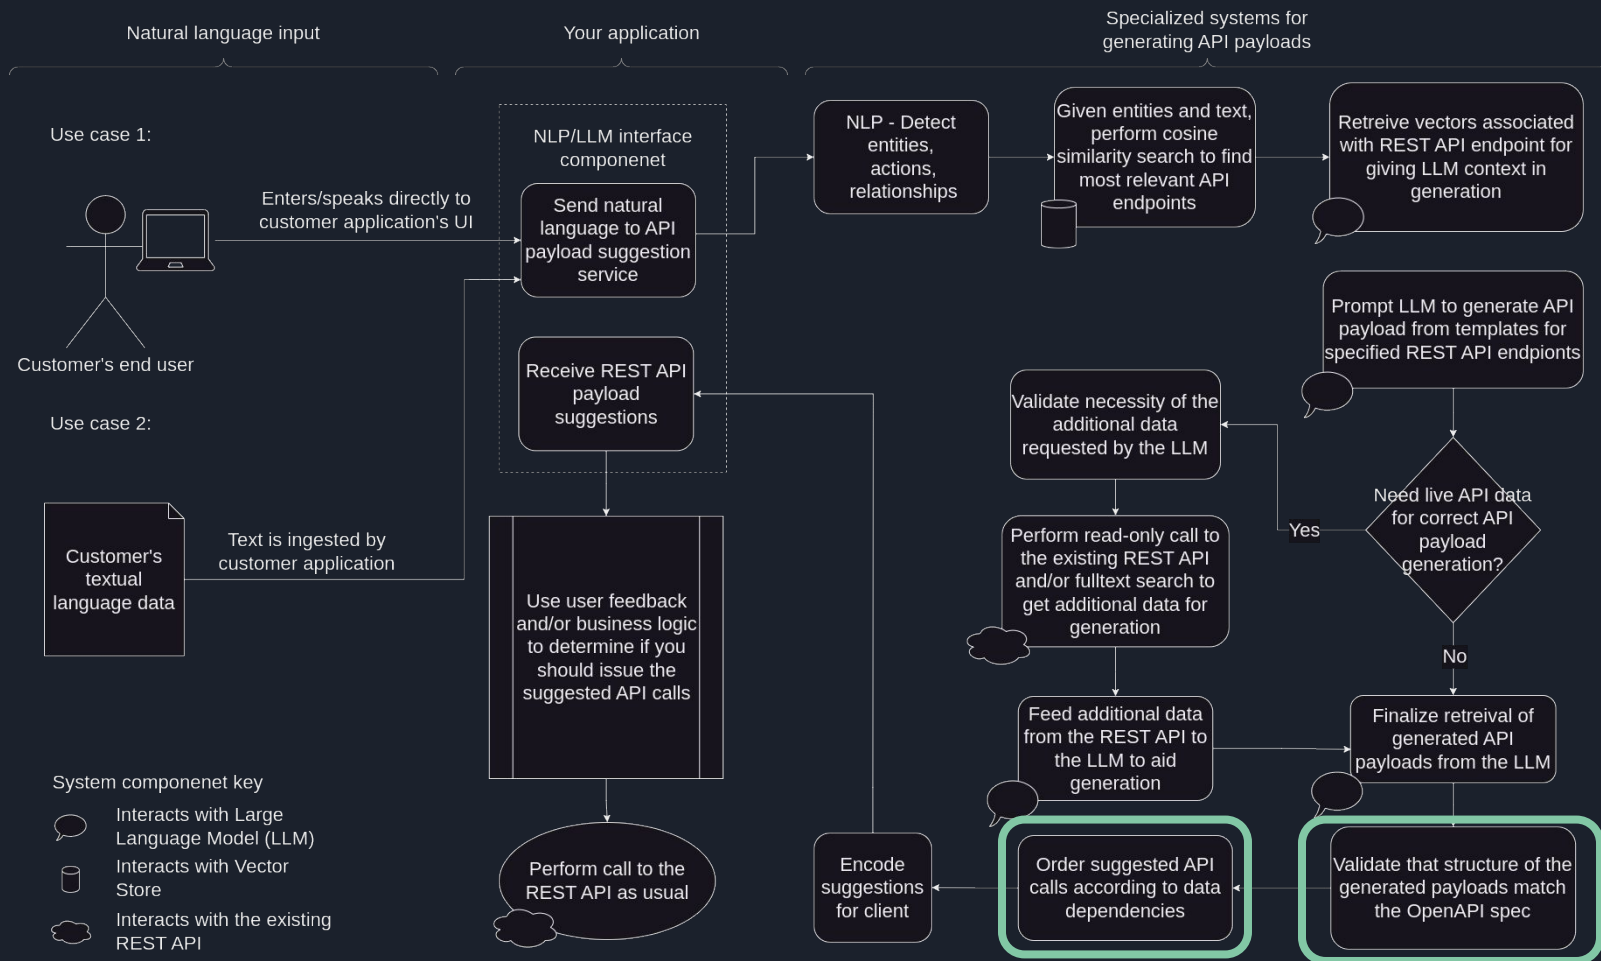 Natural language input
Your application
Specialized systems for
generating API payloads
Use case 1:
Enters/speaks directly to
customer application's UI
Customer's end user
Use case 2:
Customer's
textual
language data
Text is ingested by
customer application
NLP/LLM interface
componenet
Send natural
language to API
payload suggestion
service
Receive REST API
payload
suggestions
Use user feedback
and/or business logic
to determine if you
should issue the
suggested API calls
Perform call to the
REST API as usual
NLP - Detect
entities,
actions,
relationships
Given entities and text,
perform cosine
similarity search to find
most relevant API
endpoints
Retreive vectors associated
with REST API endpoint for
giving LLM context in
generation
Prompt LLM to generate API
payload from templates for
specified REST API endpionts
Need live API data
for correct API
payload
generation?
Yes
No
Validate necessity of the
additional data
requested by the LLM
Perform read-only call to
the existing REST API
and/or fulltext search to
get additional data for
generation
Feed additional data
from the REST API to
the LLM to aid
generation
Finalize retreival of
generated API
payloads from the LLM
Validate that structure of the
generated payloads match
the OpenAPI spec
Order suggested API
calls according to data
dependencies
Encode
suggestions
for client
System componenet key
Interacts with Large
Language Model (LLM)
Interacts with Vector
Store
Interacts with the existing
REST API